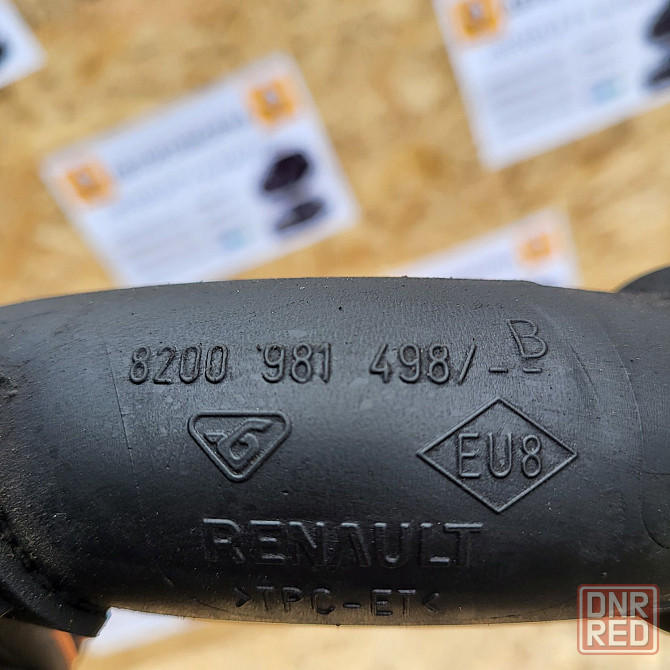 8200 981 498/-B
EU8
RENAULT
>TPC-ET<
DNR
RED